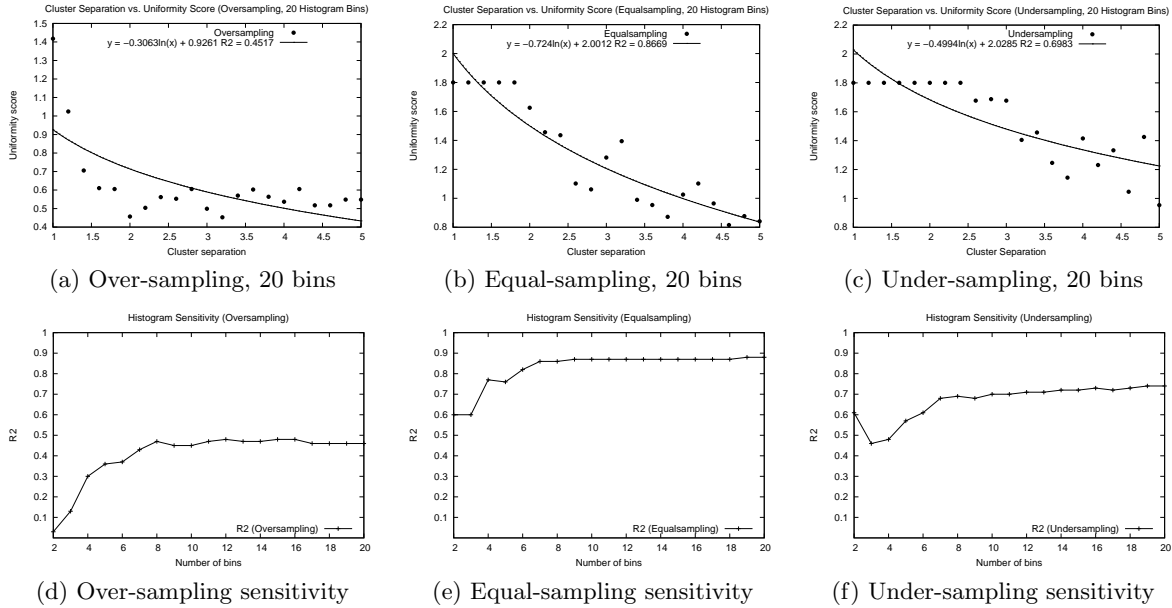 Cluster Separation vs. Uniformity Score (Oversampling, 20 Histogram Bins)
Oversampling
y = −0.3063ln(x) + 0.9261 R2 = 0.4517
1.5
1.4
1.3
1.2
1.1
1
0.9
0.8
0.7
0.6
0.5
0.4
Uniformity score
1 1.5 2 2.5 3 3.5 4 4.5 5
Cluster separation
(a) Over-sampling, 20 bins
Cluster Separation vs. Uniformity Score (Equalsampling, 20 Histogram Bins)
Equalsampling
y = −0.724ln(x) + 2.0012 R2 = 0.8669
2.2
2
1.8
1.6
1.4
1.2
1
0.8
Uniformity score
1 1.5 2 2.5 3 3.5 4 4.5 5
Cluster separation
(b) Equal-sampling, 20 bins
Cluster Separation vs. Uniformity Score (Undersampling, 20 Histogram Bins)
Undersampling
y = −0.4994ln(x) + 2.0285 R2 = 0.6983
2.2
2
1.8
1.6
1.4
1.2
1
0.8
Uniformity score
1 1.5 2 2.5 3 3.5 4 4.5 5
Cluster Separation
(c) Under-sampling, 20 bins
Histogram Sensitivity (Oversampling)
1
0.9
0.8
0.7
0.6
0.5
0.4
0.3
0.2
0.1
R2
R2 (Oversampling)
2 4 6 8 10 12 14 16 18 20
Number of bins
(d) Over-sampling sensitivity
Histogram Sensitivity (Equalsampling)
1
0.9
0.8
0.7
0.6
0.5
0.4
0.3
0.2
0.1
R2
R2 (Equalsampling)
2 4 6 8 10 12 14 16 18 20
Number of bins
(e) Equal-sampling sensitivity
Histogram Sensitivity (Undersampling)
1
0.9
0.8
0.7
0.6
0.5
0.4
0.3
0.2
0.1
R2
R2 (Undersampling)
2 4 6 8 10 12 14 16 18 20
Number of bins
(f) Under-sampling sensitivity